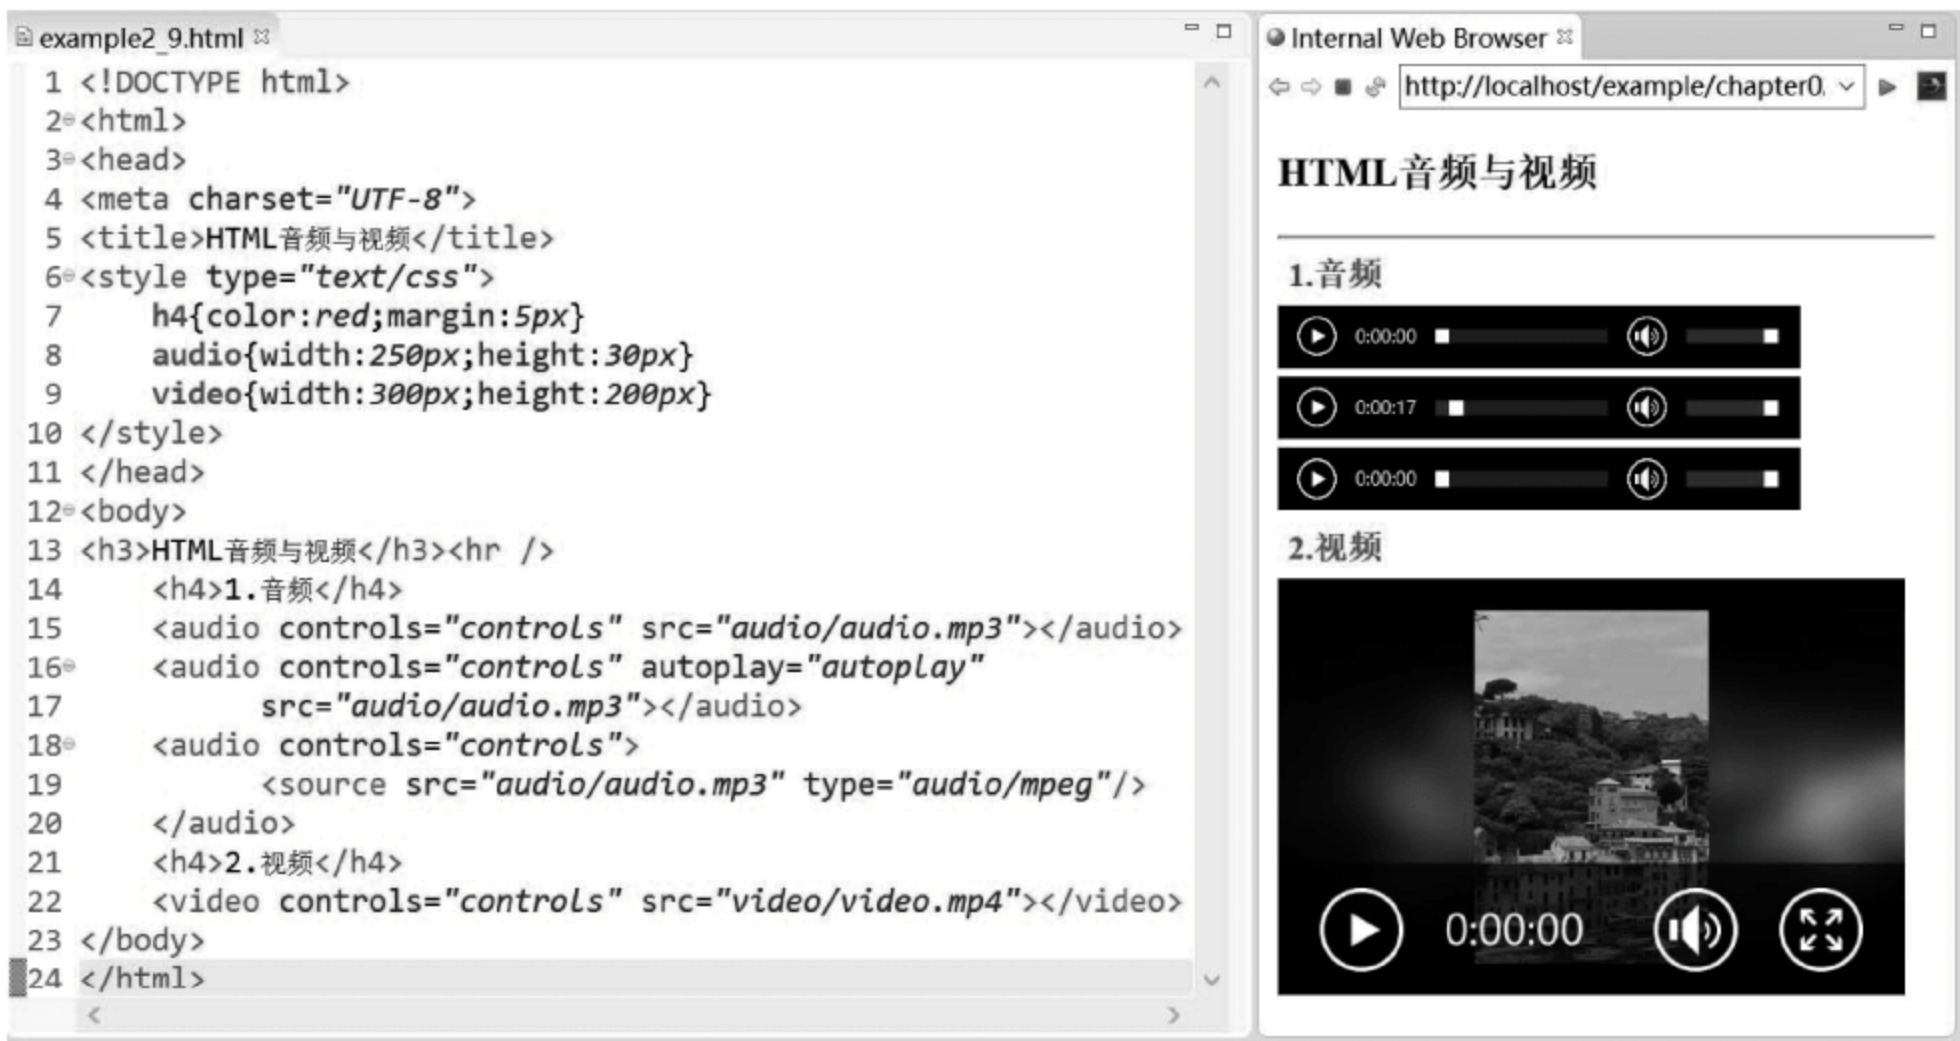 example2_9.html
1 <!DOCTYPE html>
2 <html>
3 <head>
4 <meta charset="UTF-8">
5 <title>HTML音频与视频</title>
6 <style type="text/css">
7     h4{color:red;margin:5px}
8     audio{width:250px;height:30px}
9     video{width:300px;height:200px}
10 </style>
11 </head>
12 <body>
13 <h3>HTML音频与视频</h3><hr />
14     <h4>1.音频</h4>
15     <audio controls="controls" src="audio/audio.mp3"></audio>
16     <audio controls="controls" autoplay="autoplay"
17           src="audio/audio.mp3"></audio>
18     <audio controls="controls">
19           <source src="audio/audio.mp3" type="audio/mpeg"/>
20     </audio>
21     <h4>2.视频</h4>
22     <video controls="controls" src="video/video.mp4"></video>
23 </body>
24 </html>
Internal Web Browser
http://localhost/example/chapter0
HTML音频与视频
1.音频
0:00:00
0:00:17
0:00:00
2.视频
0:00:00